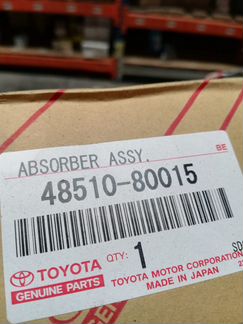 ABSORBER ASSY,
BE
48510-80015
QTY: 1
TOYOTA
GENUINE PARTS
TOYOTA MOTOR CORPORATION
MADE IN JAPAN